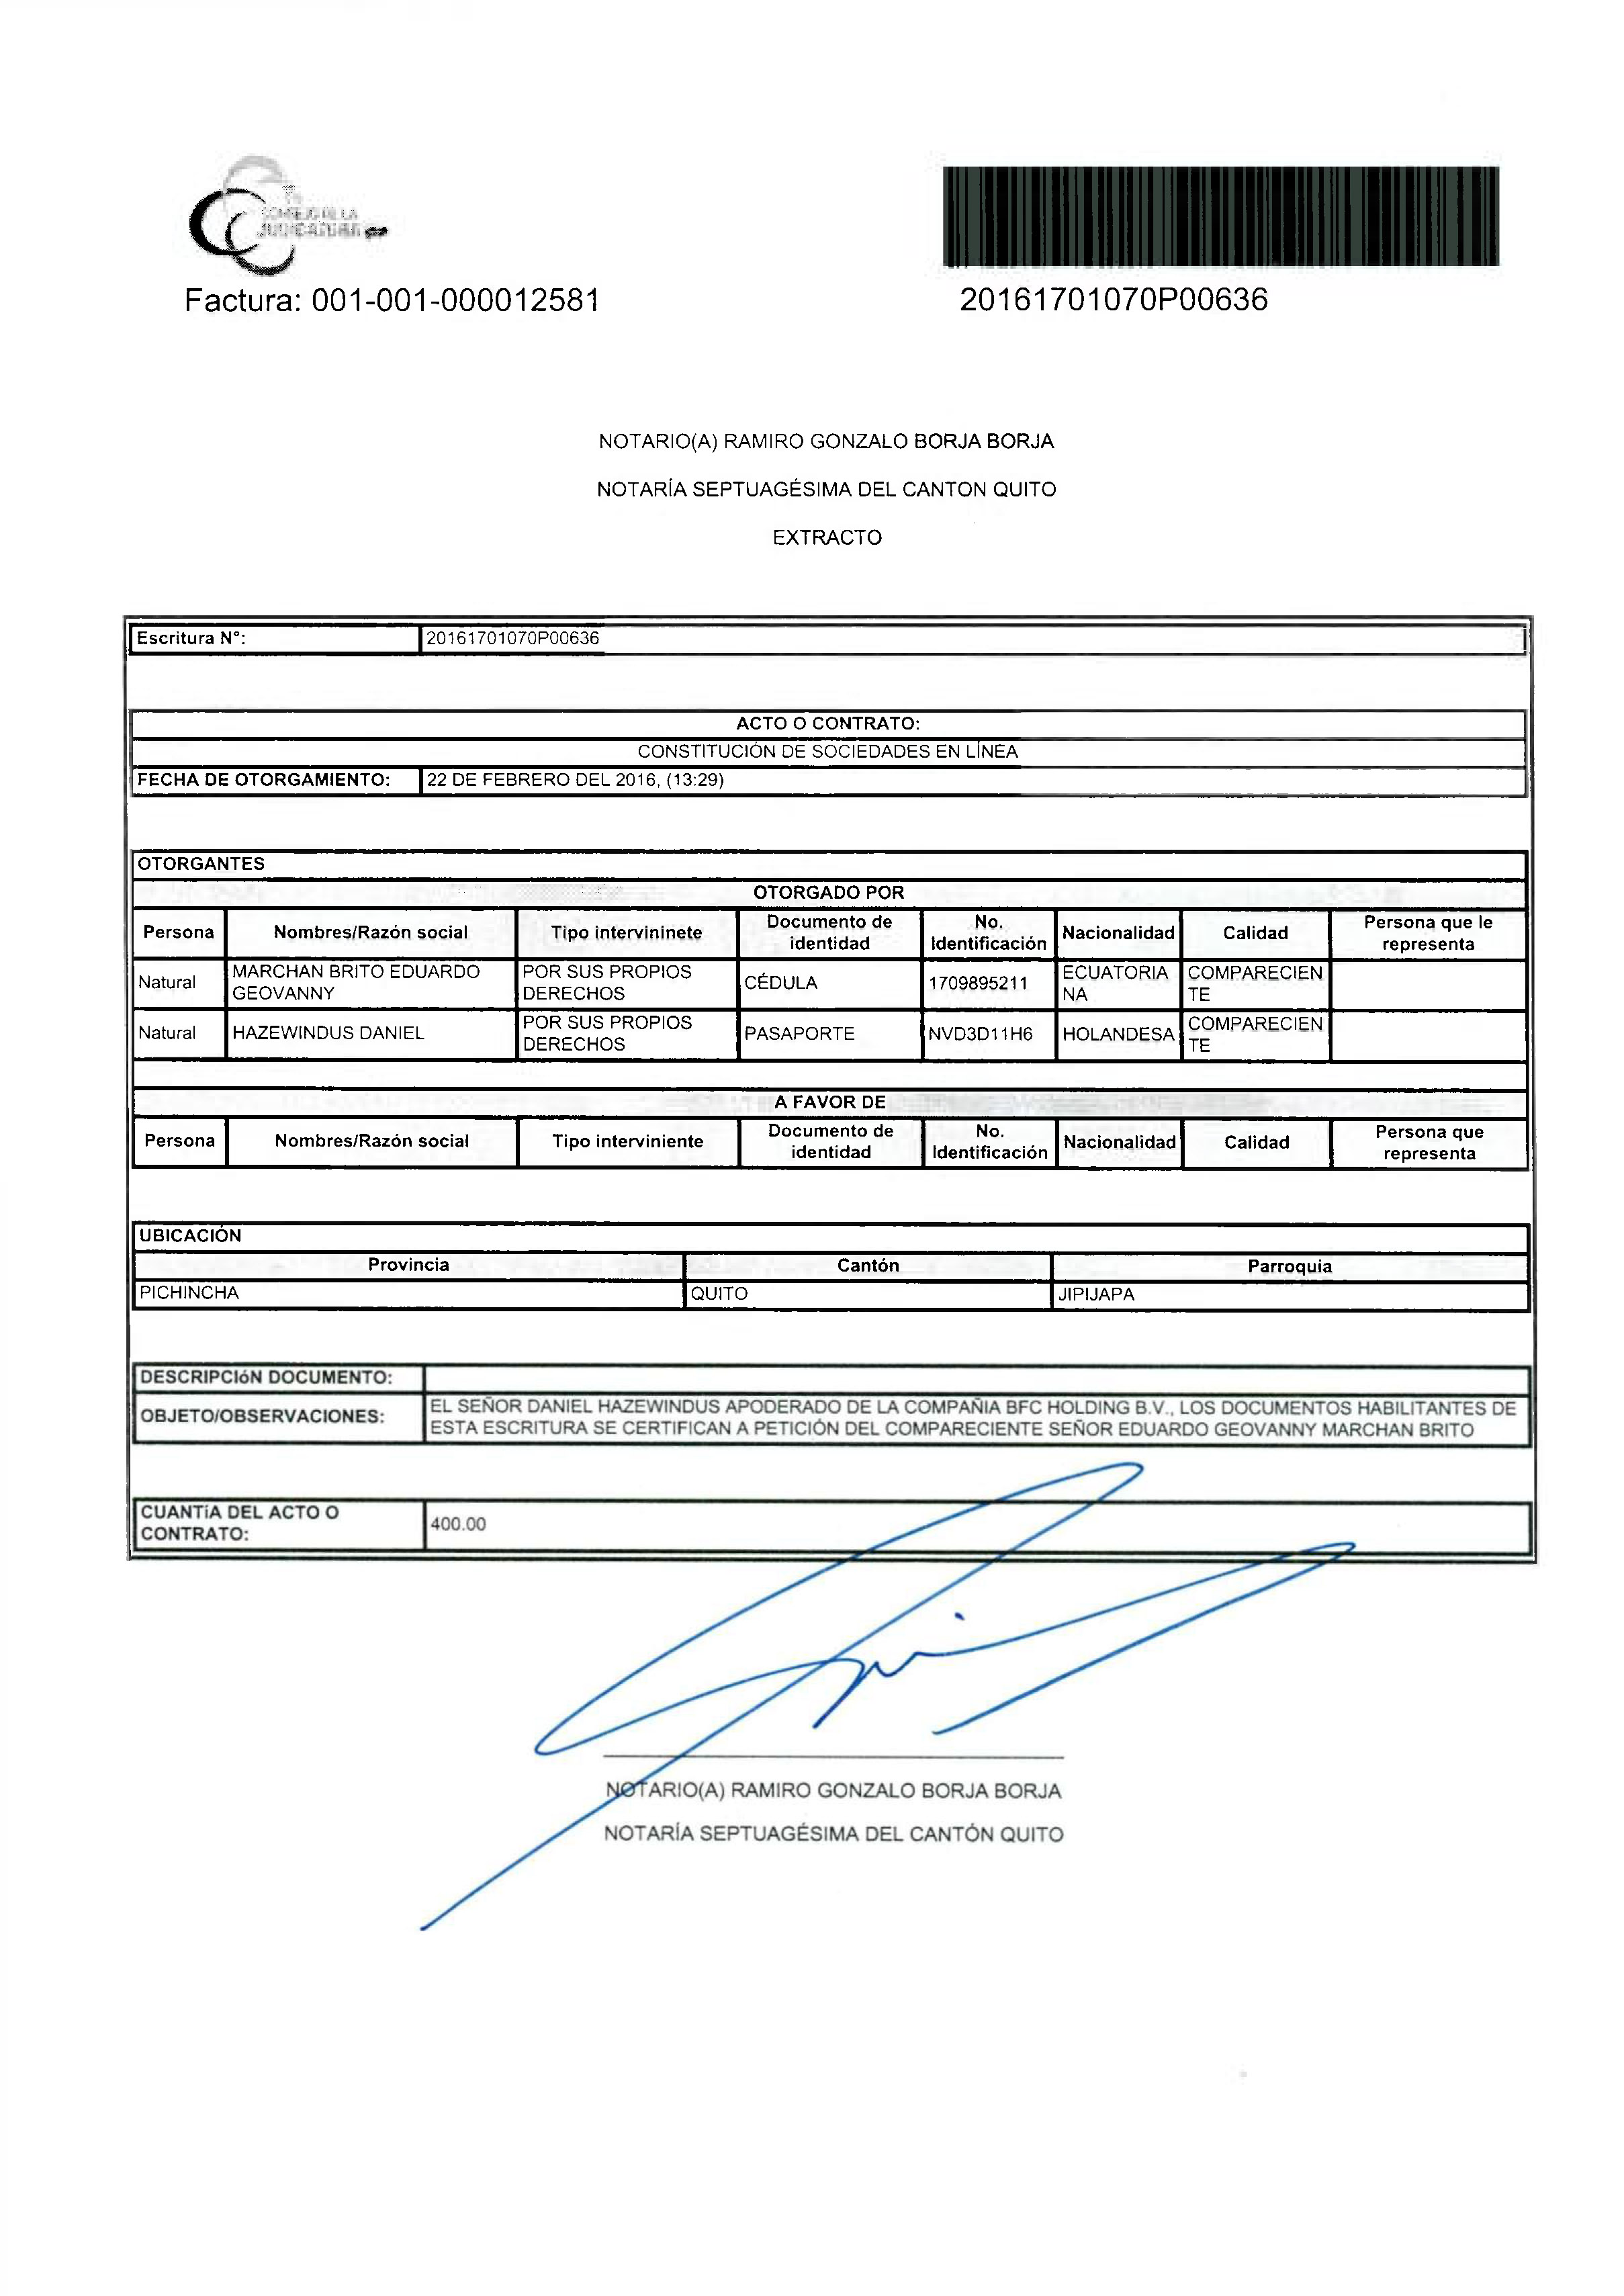 CONSEJO DE LA
JUDICATURA
Factura: 001-001-000012581
20161701070P00636
NOTARIO(A) RAMIRO GONZALO BORJA BORJA
NOTARÍA SEPTUAGÉSIMA DEL CANTON QUITO
EXTRACTO
Escritura N°: 20161701070P00636
ACTO O CONTRATO:
CONSTITUCIÓN DE SOCIEDADES EN LÍNEA
FECHA DE OTORGAMIENTO: 22 DE FEBRERO DEL 2016, (13:29)
OTORGANTES
OTORGADO POR
Persona Nombres/Razón social Tipo intervininete Documento de identidad No. Identificación Nacionalidad Calidad Persona que le representa
Natural MARCHAN BRITO EDUARDO GEOVANNY POR SUS PROPIOS DERECHOS CÉDULA 1709895211 ECUATORIANA COMPARECIENTE
Natural HAZEWINDUS DANIEL POR SUS PROPIOS DERECHOS PASAPORTE NVD3D11H6 HOLANDESA COMPARECIENTE
A FAVOR DE
Persona Nombres/Razón social Tipo interviniente Documento de identidad No. Identificación Nacionalidad Calidad Persona que representa
UBICACIÓN
Provincia Cantón Parroquia
PICHINCHA QUITO JIPIJAPA
DESCRIPCIóN DOCUMENTO:
OBJETO/OBSERVACIONES: EL SEÑOR DANIEL HAZEWINDUS APODERADO DE LA COMPAÑIA BFC HOLDING B.V., LOS DOCUMENTOS HABILITANTES DE
ESTA ESCRITURA SE CERTIFICAN A PETICIÓN DEL COMPARECIENTE SEÑOR EDUARDO GEOVANNY MARCHAN BRITO
CUANTíA DEL ACTO O
CONTRATO: 400.00
NOTARIO(A) RAMIRO GONZALO BORJA BORJA
NOTARÍA SEPTUAGÉSIMA DEL CANTÓN QUITO